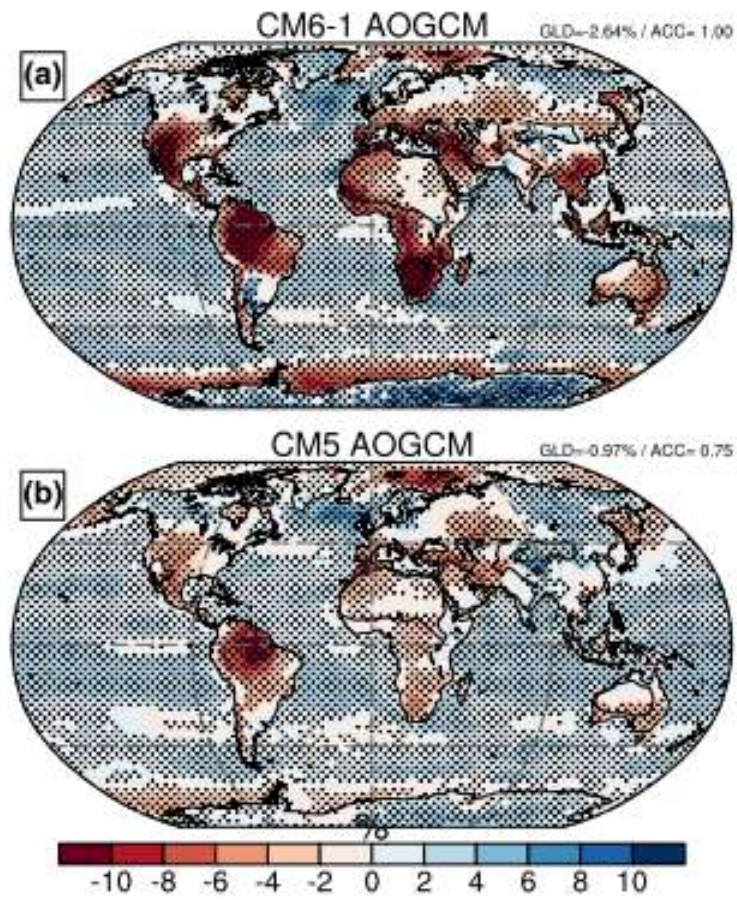 CM6-1 AOGCM
GLD=-2.64% / ACC= 1.00
(a)
CM5 AOGCM
GLD=-0.97% / ACC= 0.75
(b)
-10 -8 -6 -4 -2 0 2 4 6 8 10